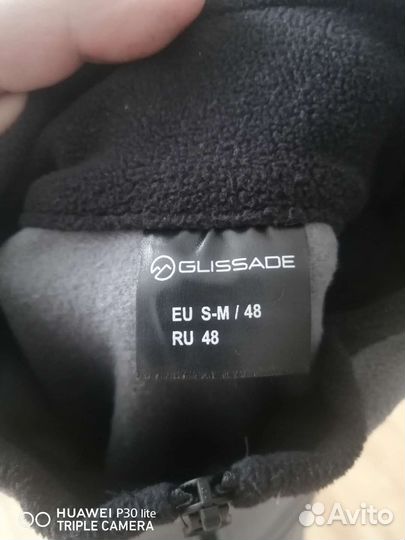 GLISSADE
EU S-M / 48
RU 48
HUAWEI P30 lite
TRIPLE CAMERA
Avito